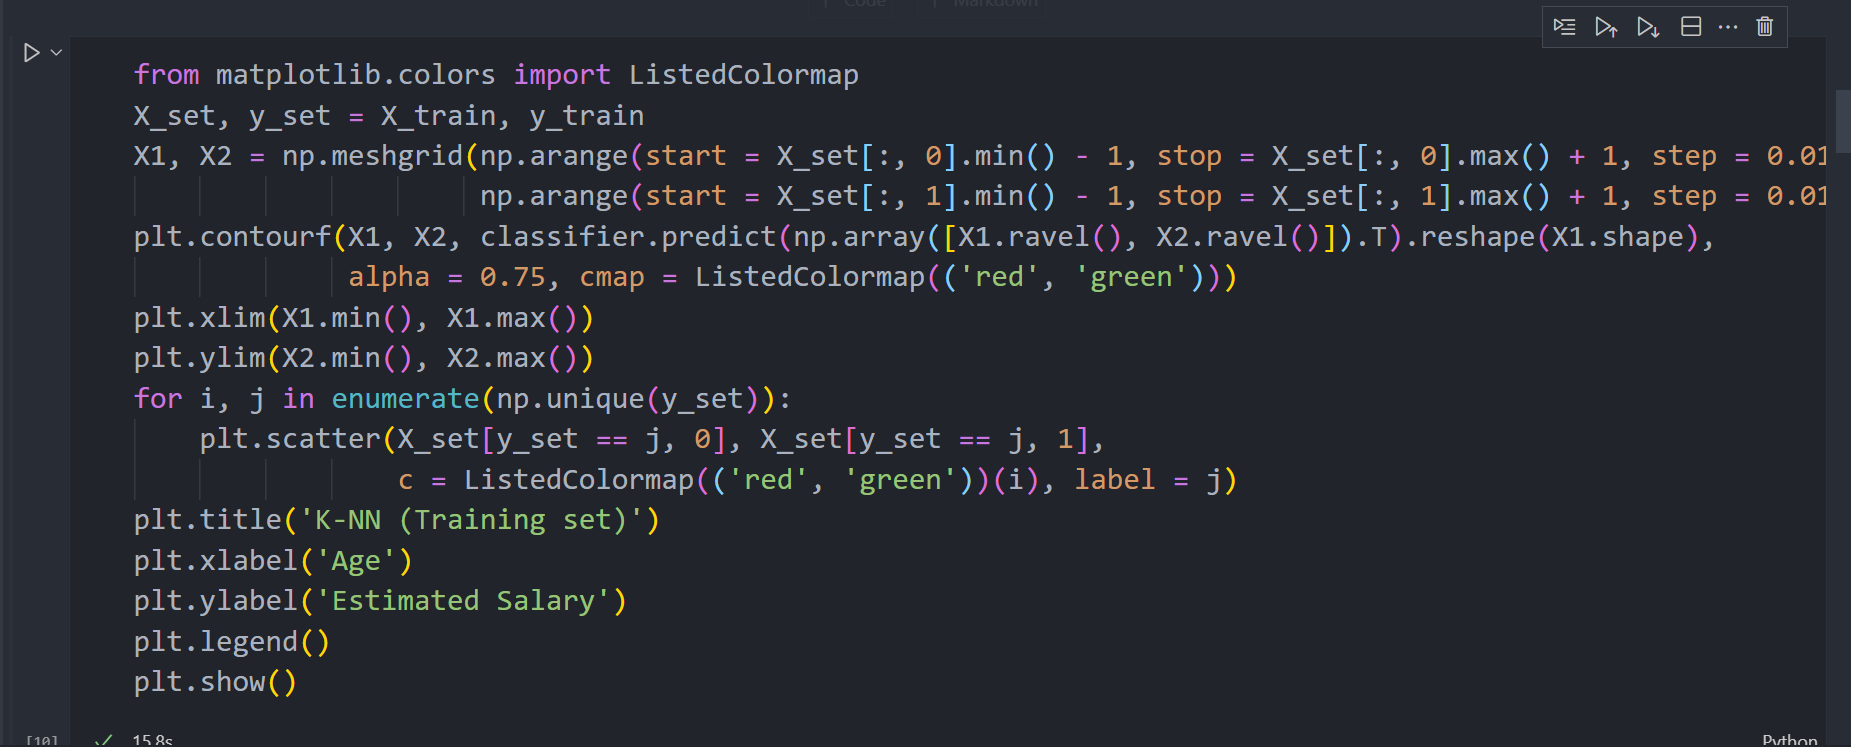 Code Markdown
from matplotlib.colors import ListedColormap
X_set, y_set = X_train, y_train
X1, X2 = np.meshgrid(np.arange(start = X_set[:, 0].min() - 1, stop = X_set[:, 0].max() + 1, step = 0.01
np.arange(start = X_set[:, 1].min() - 1, stop = X_set[:, 1].max() + 1, step = 0.01
plt.contourf(X1, X2, classifier.predict(np.array([X1.ravel(), X2.ravel()]).T).reshape(X1.shape),
alpha = 0.75, cmap = ListedColormap(('red', 'green')))
plt.xlim(X1.min(), X1.max())
plt.ylim(X2.min(), X2.max())
for i, j in enumerate(np.unique(y_set)):
plt.scatter(X_set[y_set == j, 0], X_set[y_set == j, 1],
c = ListedColormap(('red', 'green'))(i), label = j)
plt.title('K-NN (Training set)')
plt.xlabel('Age')
plt.ylabel('Estimated Salary')
plt.legend()
plt.show()
[10] 15.8s Python